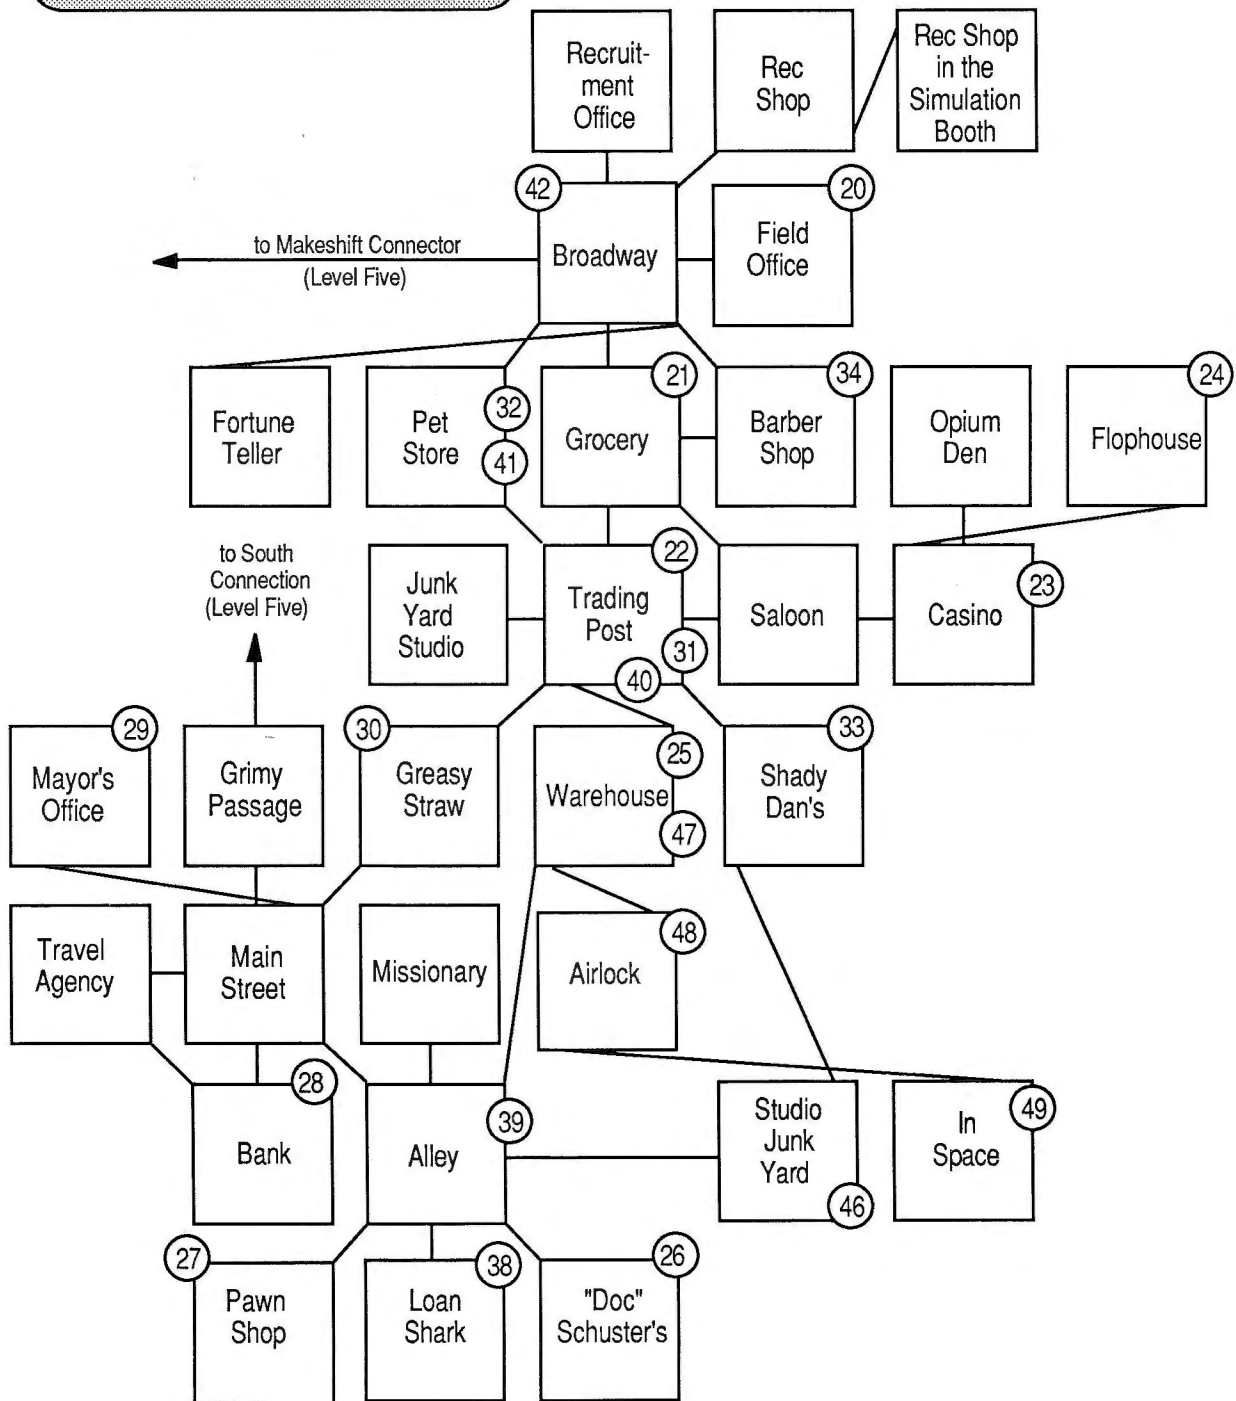 Recruit-
ment
Office
Rec
Shop
Rec Shop
in the
Simulation
Booth
42
20
to Makeshift Connector
(Level Five)
Broadway
Field
Office
21
34
24
Fortune
Teller
Pet
Store
32
41
Grocery
Barber
Shop
Opium
Den
Flophouse
to South
Connection
(Level Five)
Junk
Yard
Studio
22
Trading
Post
31
40
Saloon
Casino
23
29
Mayor's
Office
Grimy
Passage
30
Greasy
Straw
Warehouse
25
47
33
Shady
Dan's
Travel
Agency
Main
Street
Missionary
Airlock
48
28
Bank
Alley
39
Studio
Junk
Yard
46
In
Space
49
27
Pawn
Shop
38
Loan
Shark
26
"Doc"
Schuster's